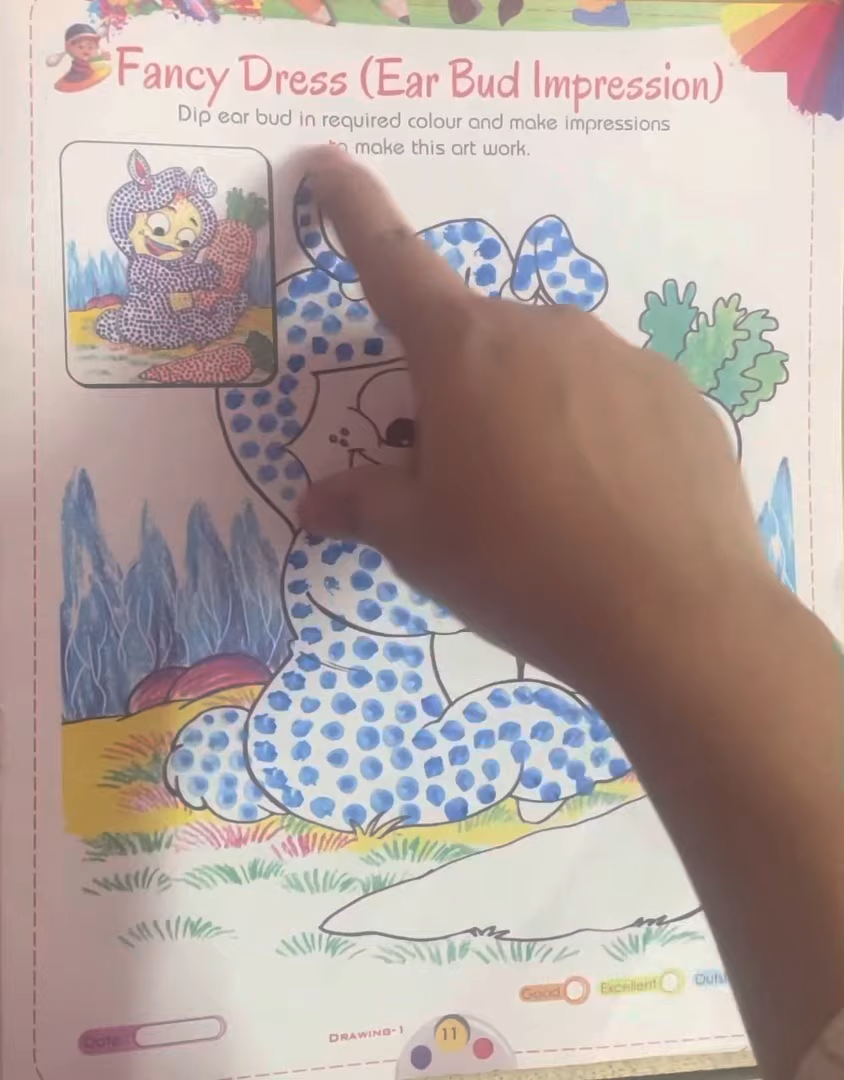 Fancy Dress (Ear Bud Impression)
Dip ear bud in required colour and make impressions
make this art work.
Good Excellent
Date
DRAWING-1
11